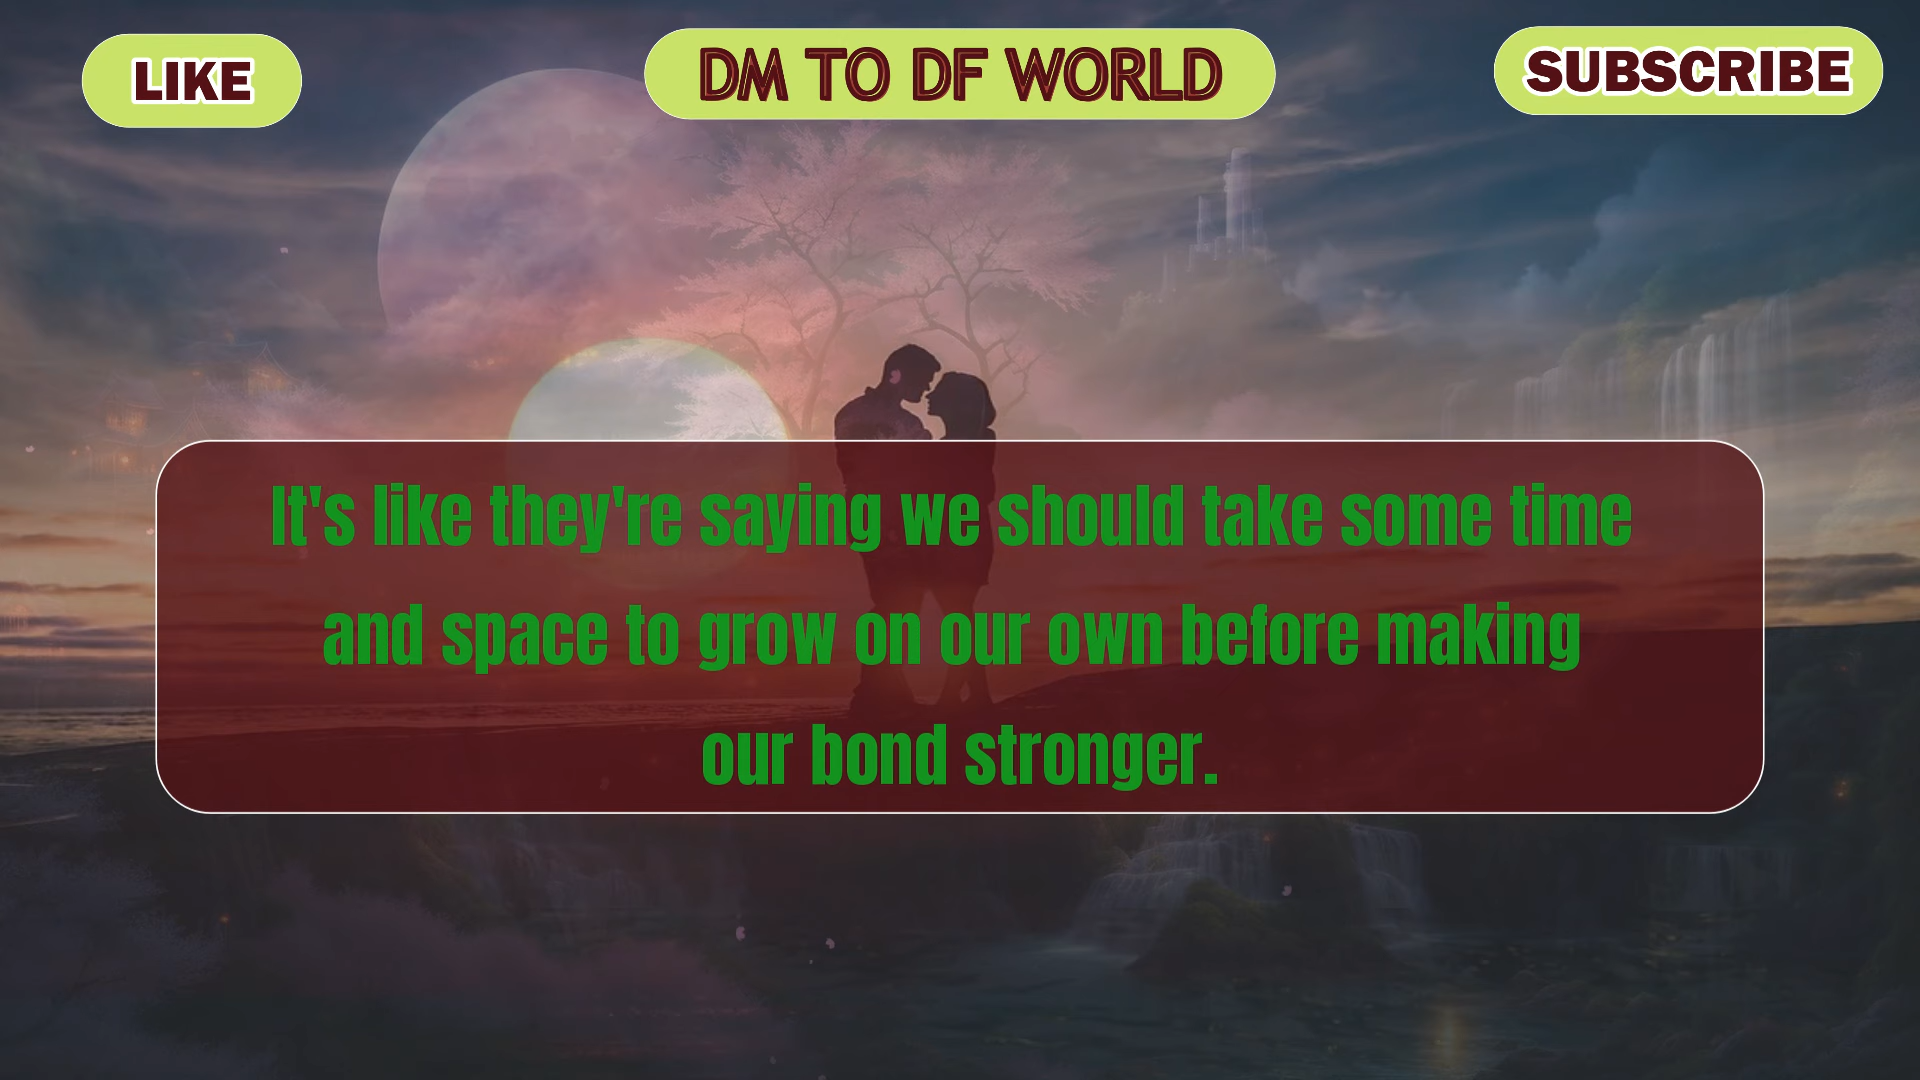 LIKE
DM TO DF WORLD
SUBSCRIBE
It's like they're saying we should take some time
and space to grow on our own before making
our bond stronger.